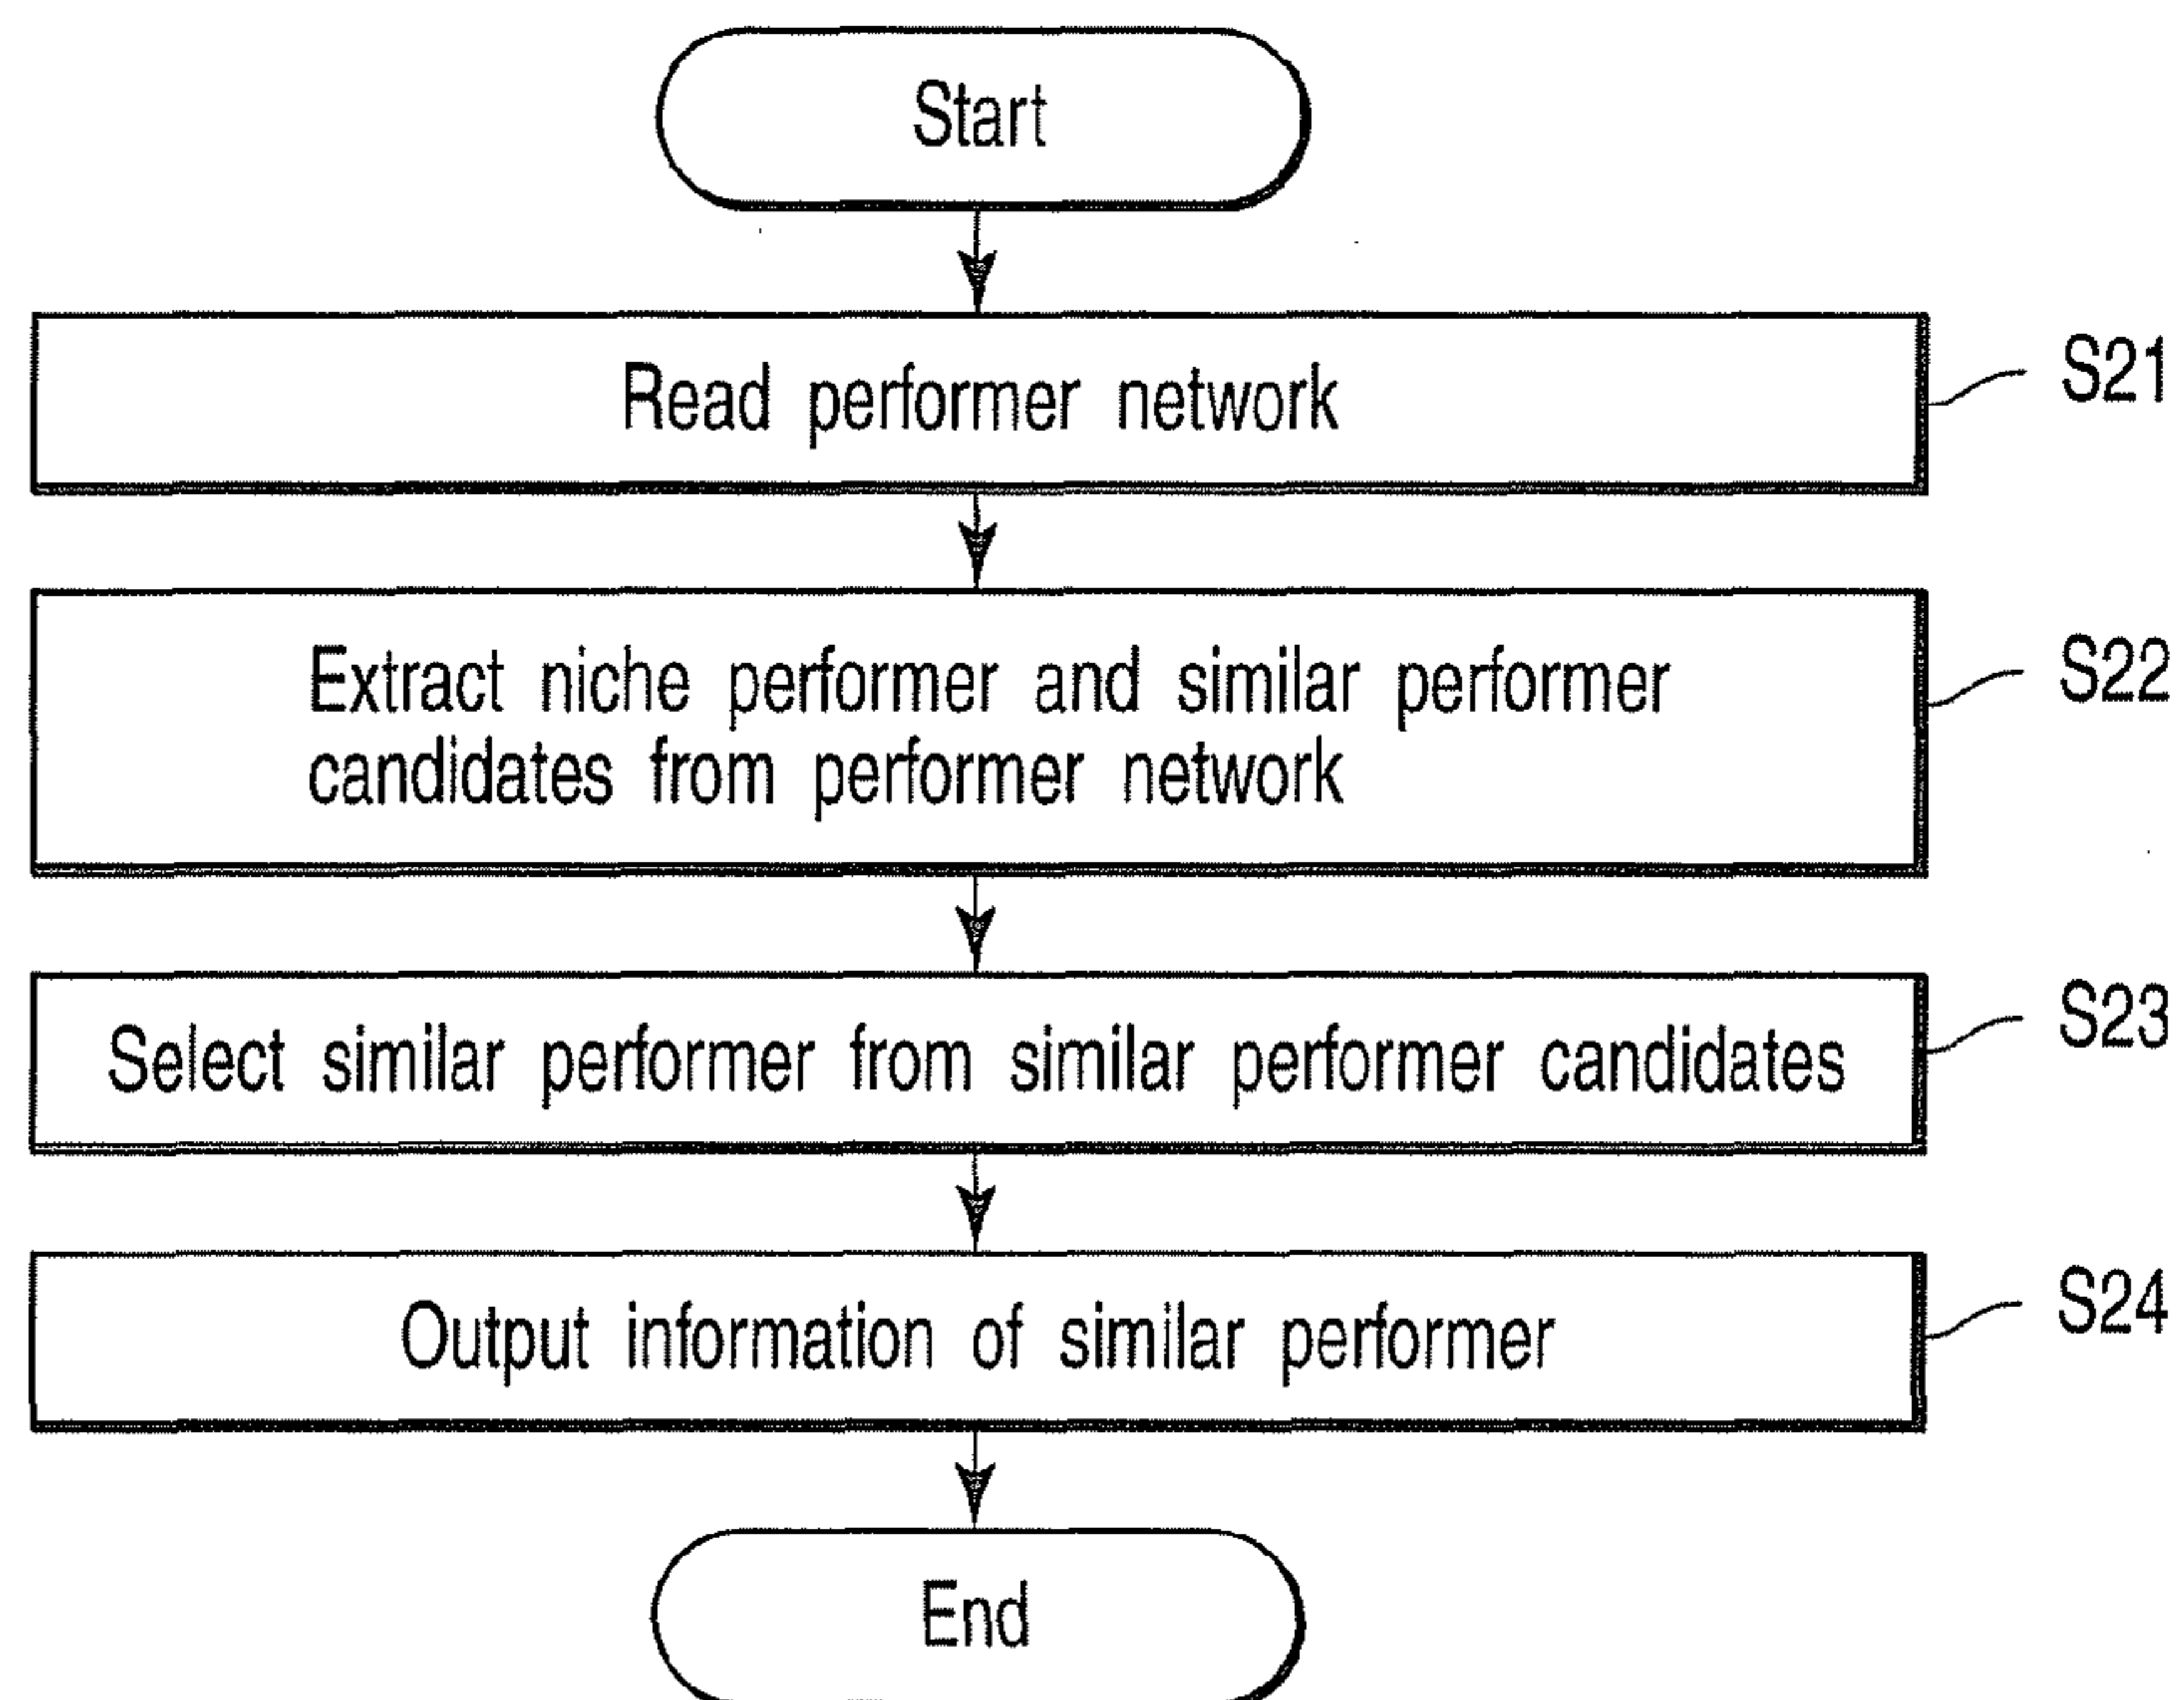 Start
Read performer network
S21
Extract niche performer and similar performer
candidates from performer network
S22
Select similar performer from similar performer candidates
S23
Output information of similar performer
S24
End